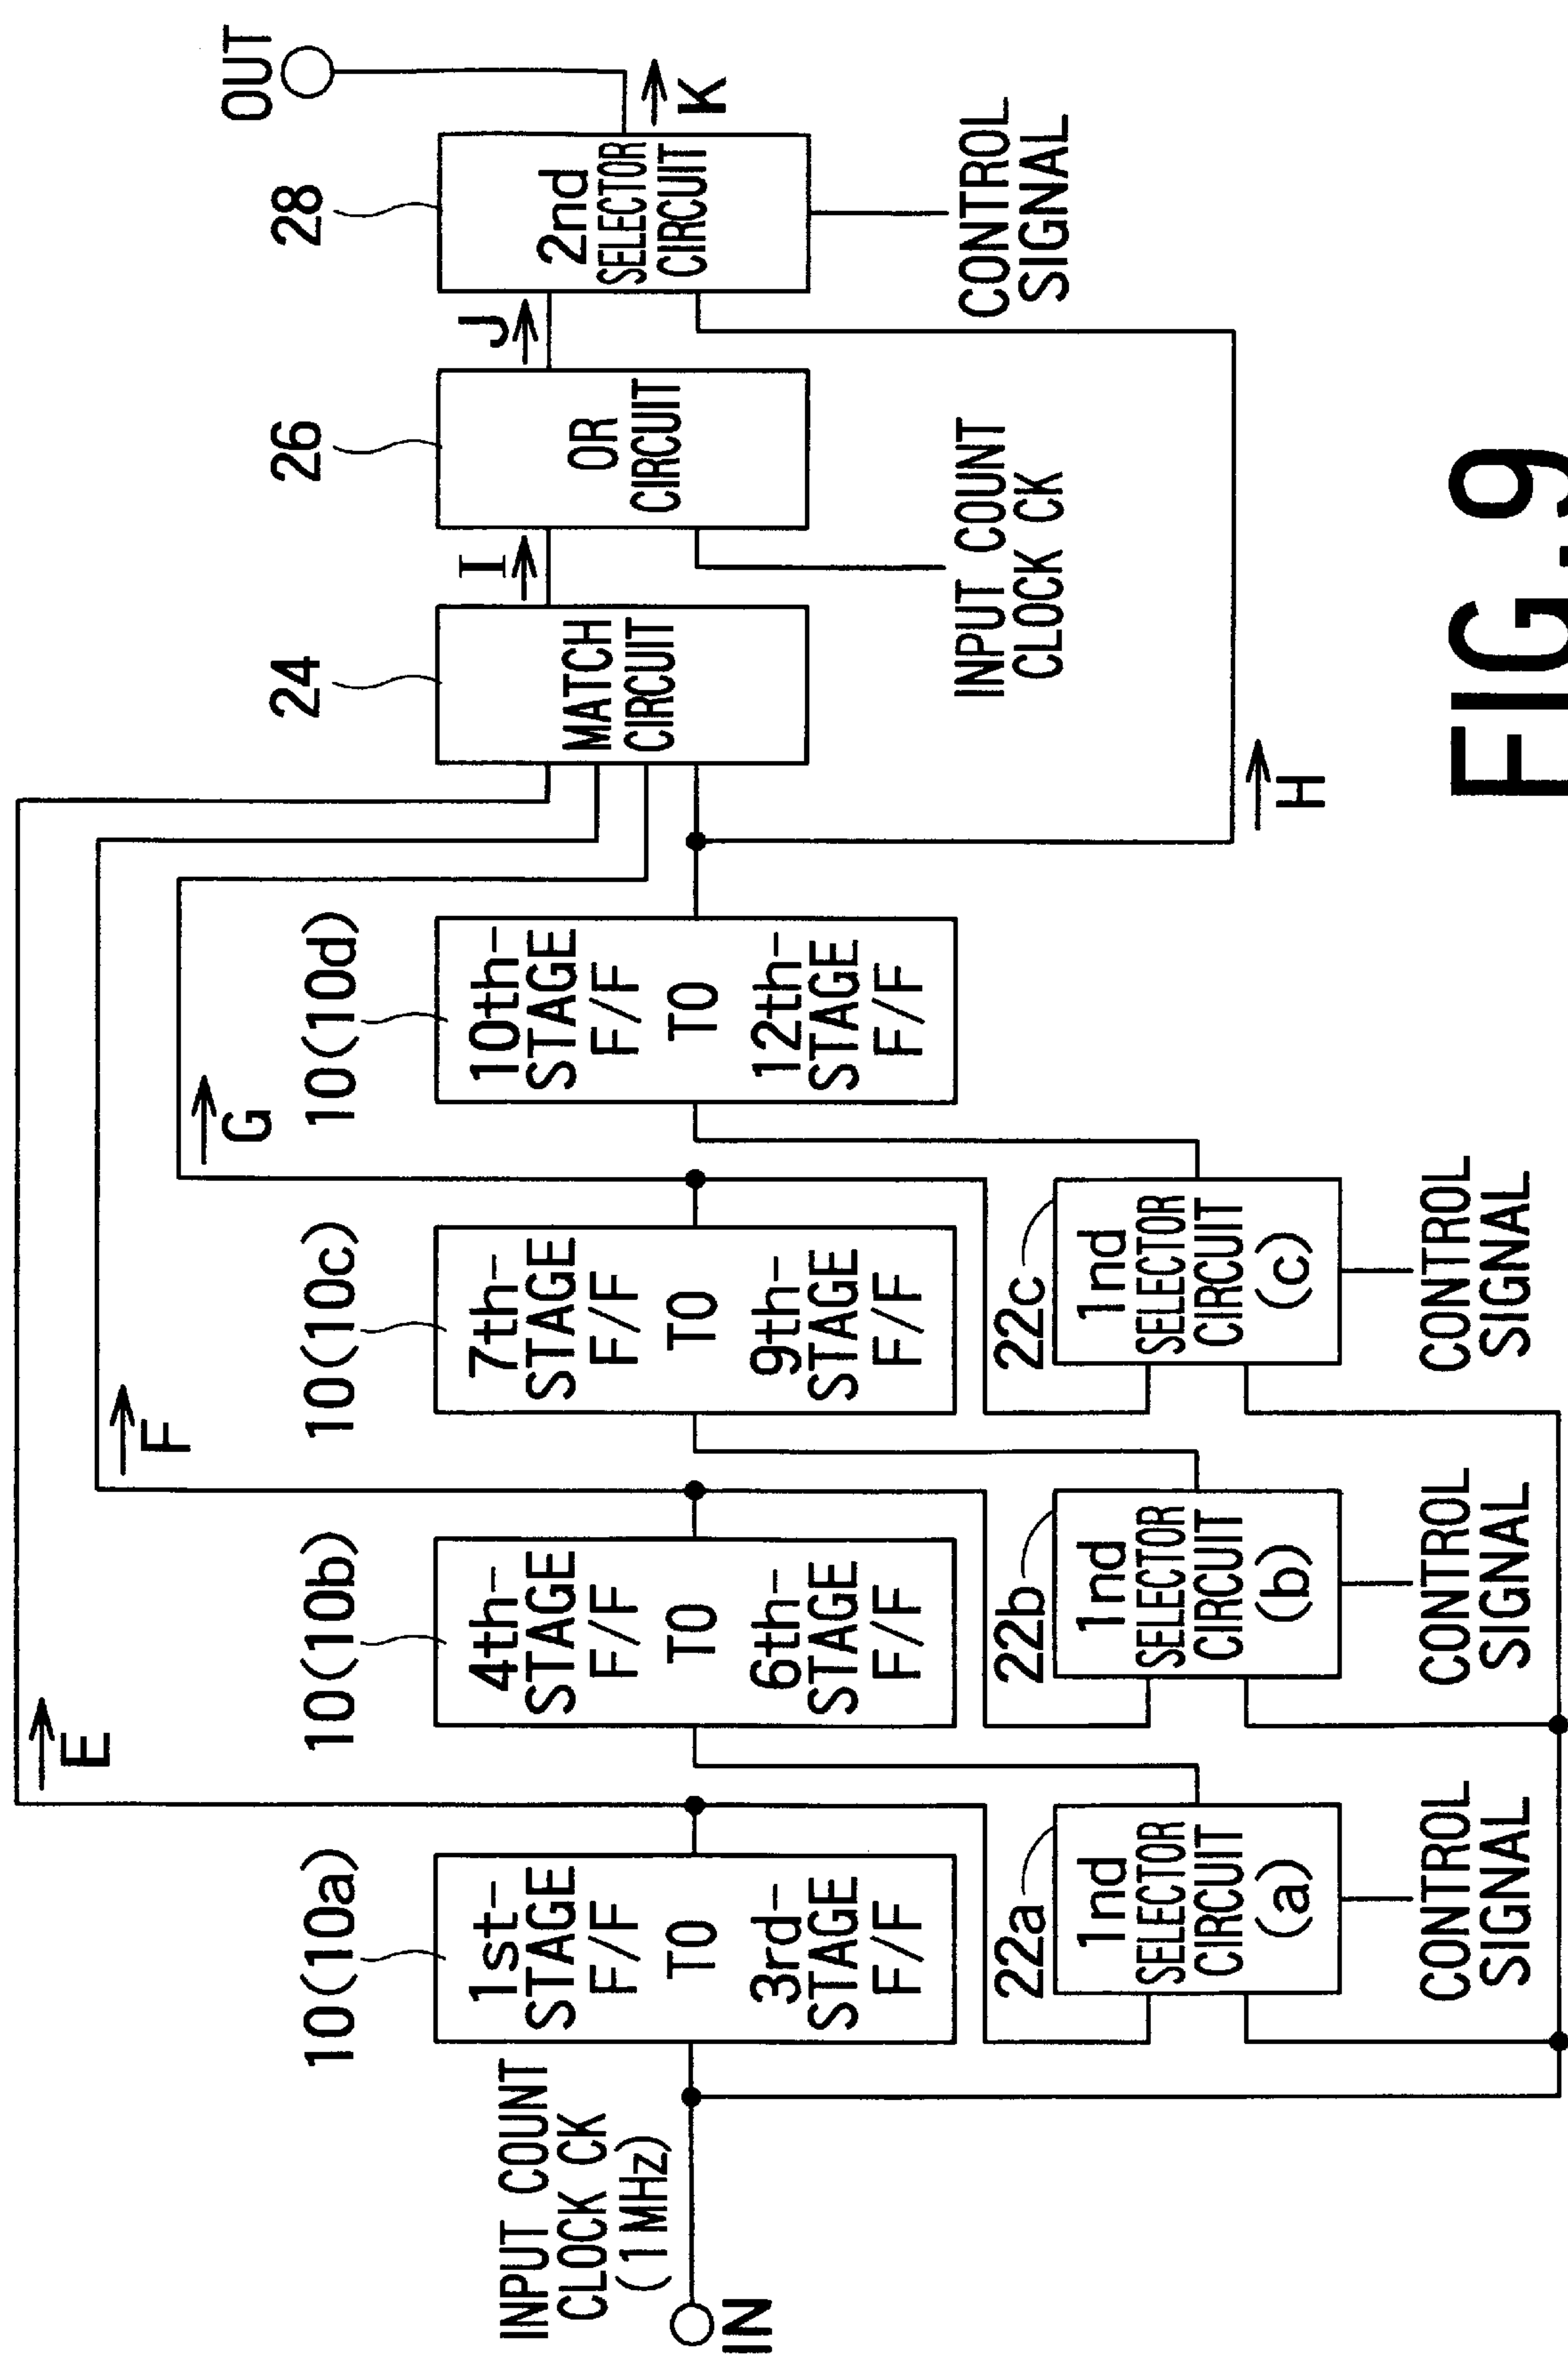 OUT
28
2nd
SELECTOR
CIRCUIT
K
CONTROL
SIGNAL
J
26
OR
CIRCUIT
INPUT COUNT
CLOCK CK
I
24
MATCH
CIRCUIT
H
G
10(10d)
10th-
STAGE
F/F
TO
12th-
STAGE
F/F
F
10(10c)
7th-
STAGE
F/F
TO
9th-
STAGE
F/F
22c
1nd
SELECTOR
CIRCUIT
(c)
CONTROL
SIGNAL
E
10(10b)
4th-
STAGE
F/F
TO
6th-
STAGE
F/F
22b
1nd
SELECTOR
CIRCUIT
(b)
CONTROL
SIGNAL
10(10a)
1st-
STAGE
F/F
TO
3rd-
STAGE
F/F
22a
1nd
SELECTOR
CIRCUIT
(a)
CONTROL
SIGNAL
INPUT COUNT
CLOCK CK
(1MHz)
IN
FIG.9